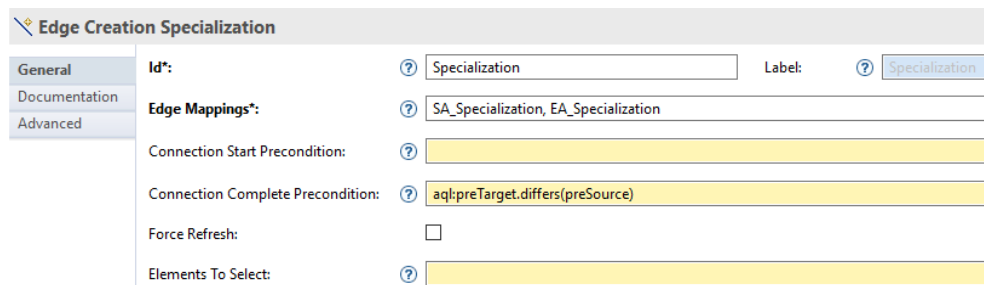 Edge Creation Specialization
General
Documentation
Advanced
Id*: ? Specialization Label: ? Specialization
Edge Mappings*: ? SA_Specialization, EA_Specialization
Connection Start Precondition: ?
Connection Complete Precondition: ? aql:preTarget.differs(preSource)
Force Refresh:
Elements To Select: ?